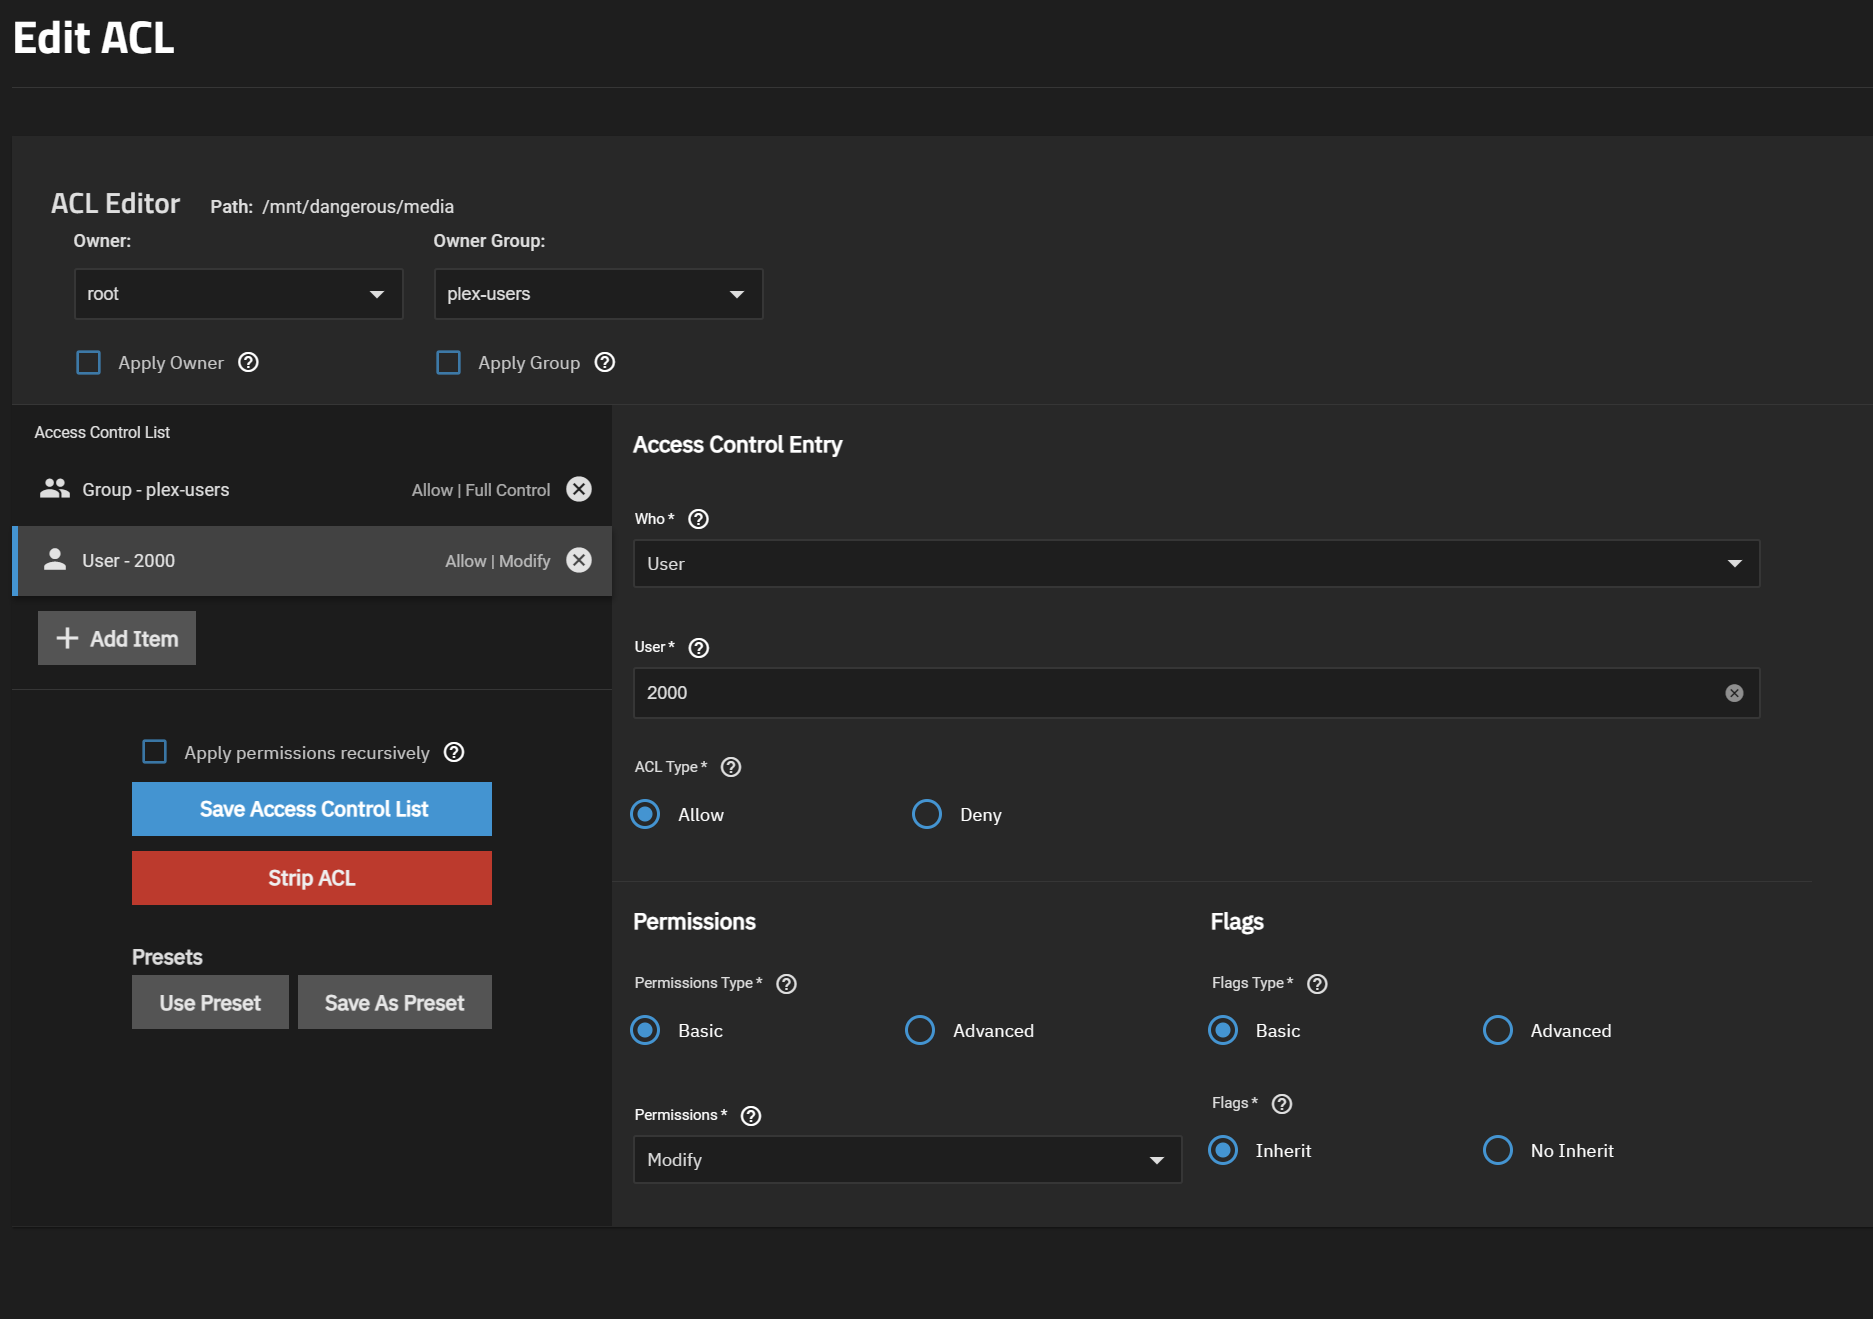 Edit ACL
ACL Editor Path: /mnt/dangerous/media
Owner: Owner Group:
root plex-users
Apply Owner Apply Group
Access Control List
Group - plex-users Allow | Full Control
User - 2000 Allow | Modify
Add Item
Apply permissions recursively
Save Access Control List
Strip ACL
Presets
Use Preset Save As Preset
Access Control Entry
Who *
User
User *
2000
ACL Type *
Allow Deny
Permissions
Permissions Type *
Basic Advanced
Permissions *
Modify
Flags
Flags Type *
Basic Advanced
Flags *
Inherit No Inherit